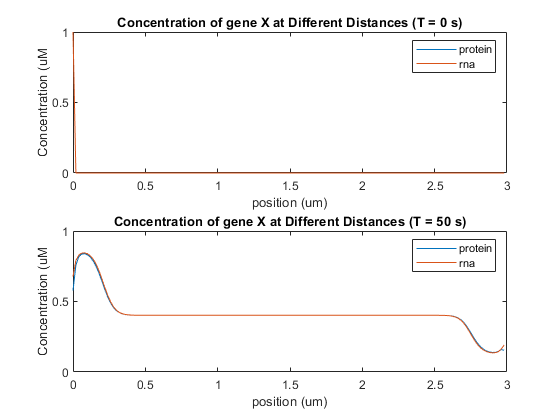 Concentration of gene X at Different Distances (T = 0 s)
1
protein
rna
Concentration (uM
0.5
0
0 0.5 1 1.5 2 2.5 3
position (um)
Concentration of gene X at Different Distances (T = 50 s)
1
protein
rna
Concentration (uM
0.5
0
0 0.5 1 1.5 2 2.5 3
position (um)